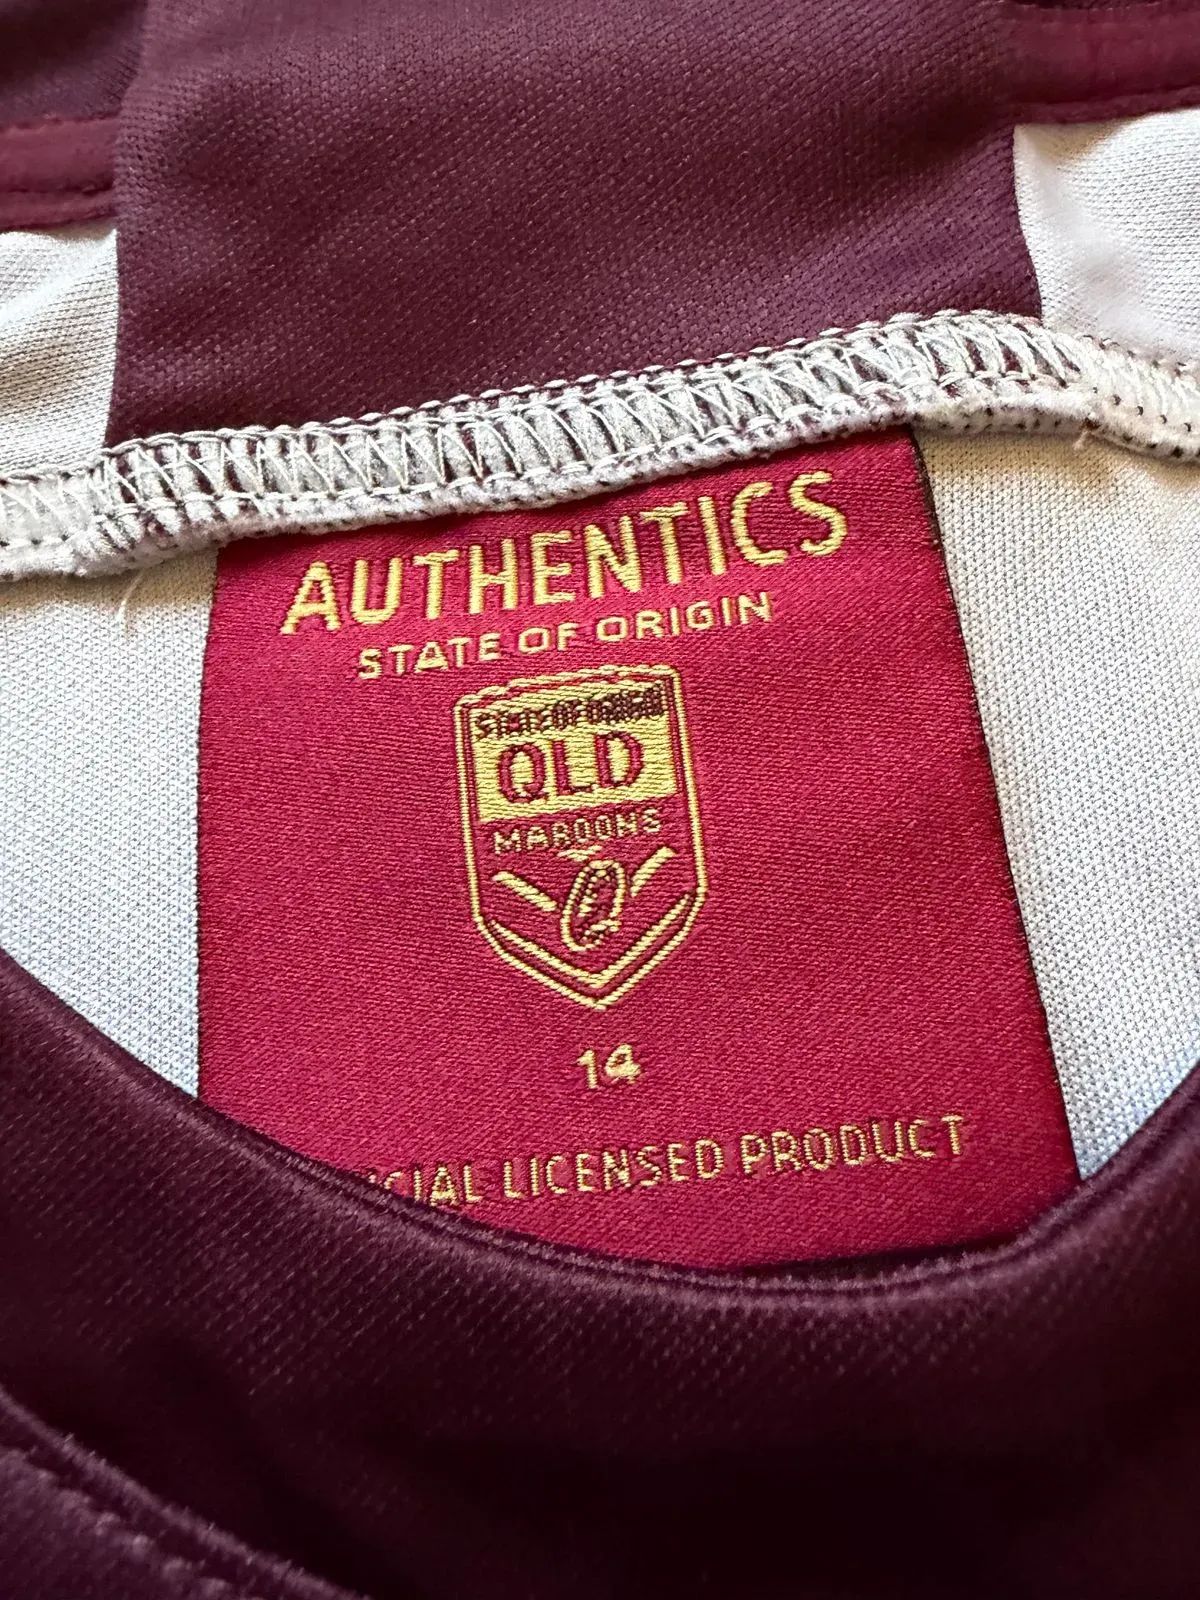 AUTHENTICS
STATE OF ORIGIN
STATE OF ORIGIN
QLD
MAROONS
14
CIAL LICENSED PRODUCT